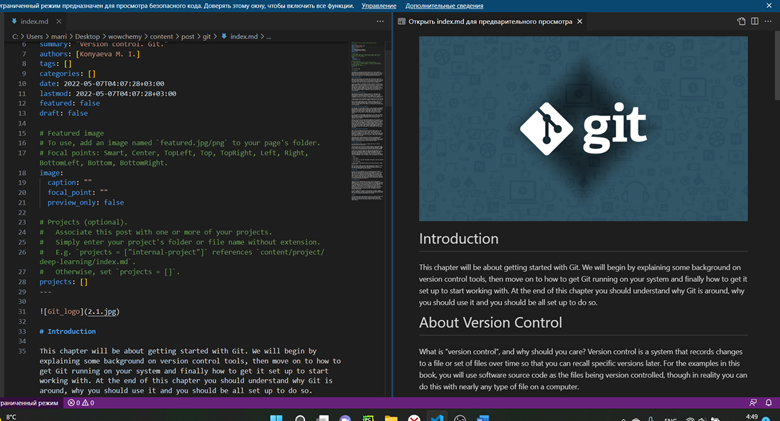 ограниченный режим предназначен для просмотра безопасного кода. Доверять этому окну, чтобы включить все функции. Управление Дополнительные сведения
index.md
C: > Users > marri > Desktop > wowchemy > content > post > git > index.md > ...
6 summary: "Version control. Git."
7 authors: [Konyaeva M. I.]
8 tags: []
9 categories: []
10 date: 2022-05-07T04:07:28+03:00
11 lastmod: 2022-05-07T04:07:28+03:00
12 featured: false
13 draft: false
14
15 # Featured image
16 # To use, add an image named `featured.jpg/png` to your page's folder.
17 # Focal points: Smart, Center, TopLeft, Top, TopRight, Left, Right,
BottomLeft, Bottom, BottomRight.
18 image:
19 caption: ""
20 focal_point: ""
21 preview_only: false
22
23 # Projects (optional).
24 # Associate this post with one or more of your projects.
25 # Simply enter your project's folder or file name without extension.
26 # E.g. `projects = ["internal-project"]` references `content/project/
deep-learning/index.md`.
27 # Otherwise, set `projects = []`.
28 projects: []
29 ---
30
31 ![Git_logo](2.1.jpg)
32
33 # Introduction
34
35 This chapter will be about getting started with Git. We will begin by
explaining some background on version control tools, then move on to how to
get Git running on your system and finally how to get it set up to start
working with. At the end of this chapter you should understand why Git is
around, why you should use it and you should be all set up to do so.
Открыть index.md для предварительного просмотра
git
Introduction
This chapter will be about getting started with Git. We will begin by explaining some background on
version control tools, then move on to how to get Git running on your system and finally how to get it
set up to start working with. At the end of this chapter you should understand why Git is around, why
you should use it and you should be all set up to do so.
About Version Control
What is "version control", and why should you care? Version control is a system that records changes
to a file or set of files over time so that you can recall specific versions later. For the examples in this
book, you will use software source code as the files being version controlled, though in reality you can
do this with nearly any type of file on a computer.
ограниченный режим 0 0
8°C
ENG
4:49